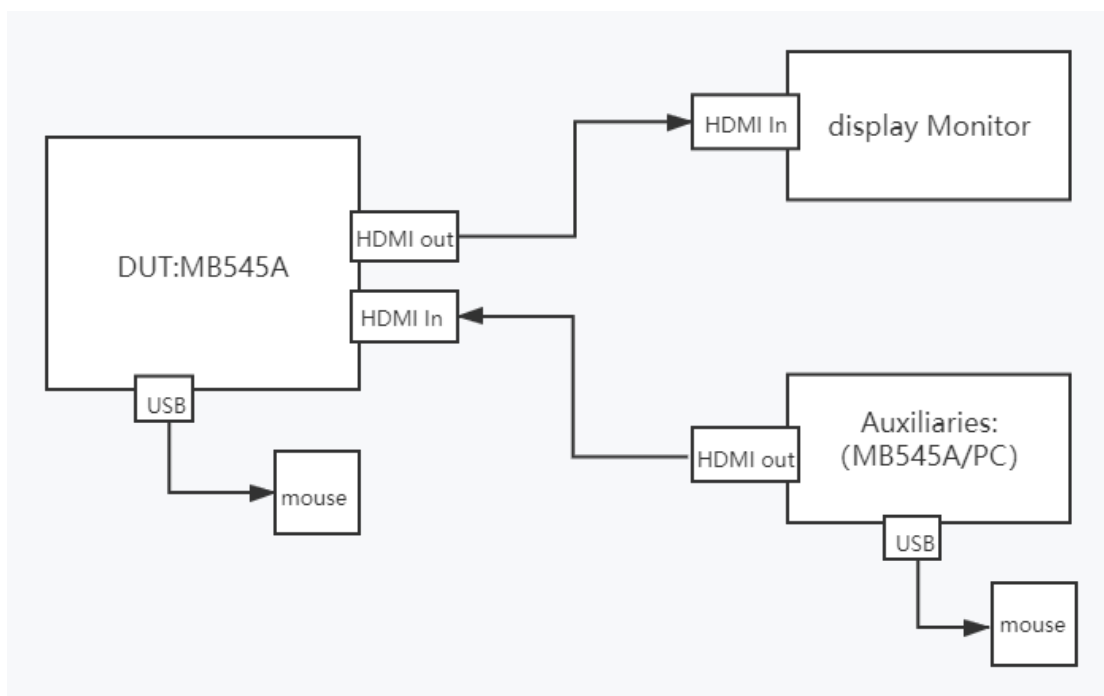 HDMI In
display Monitor
DUT:MB545A
HDMI out
HDMI In
USB
mouse
Auxiliaries:
(MB545A/PC)
HDMI out
USB
mouse